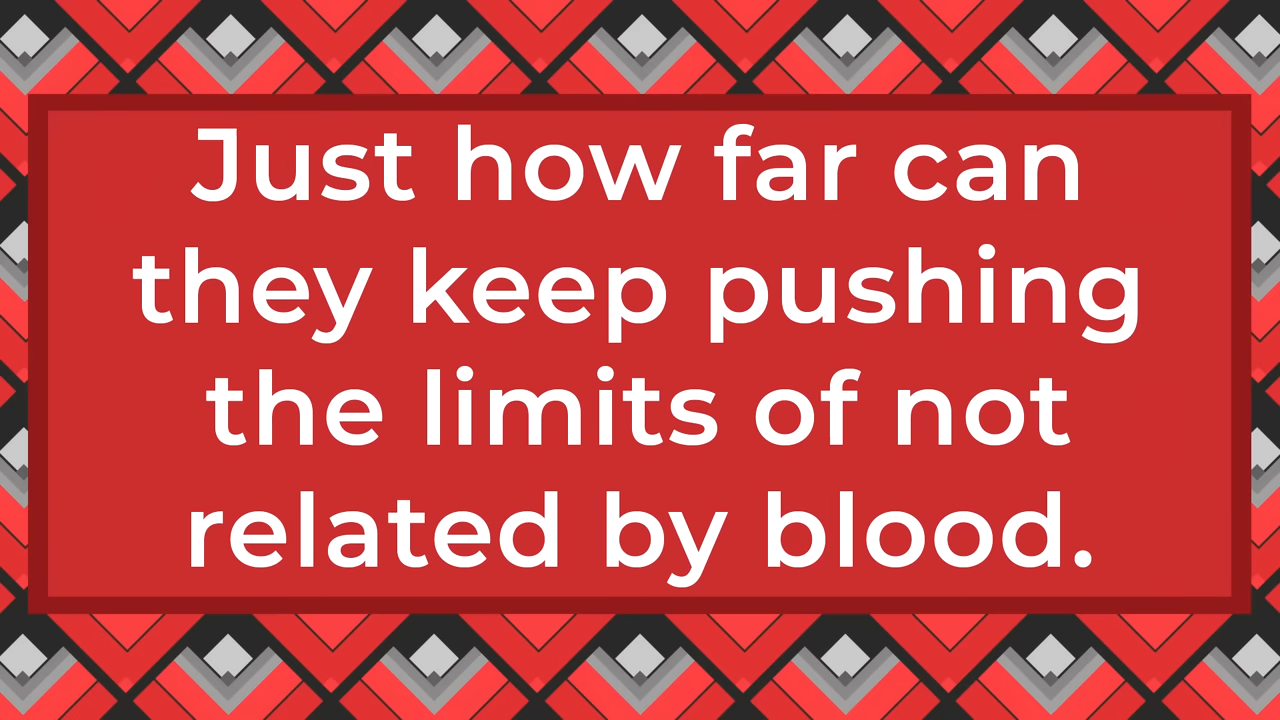 Just how far can
they keep pushing
the limits of not
related by blood.